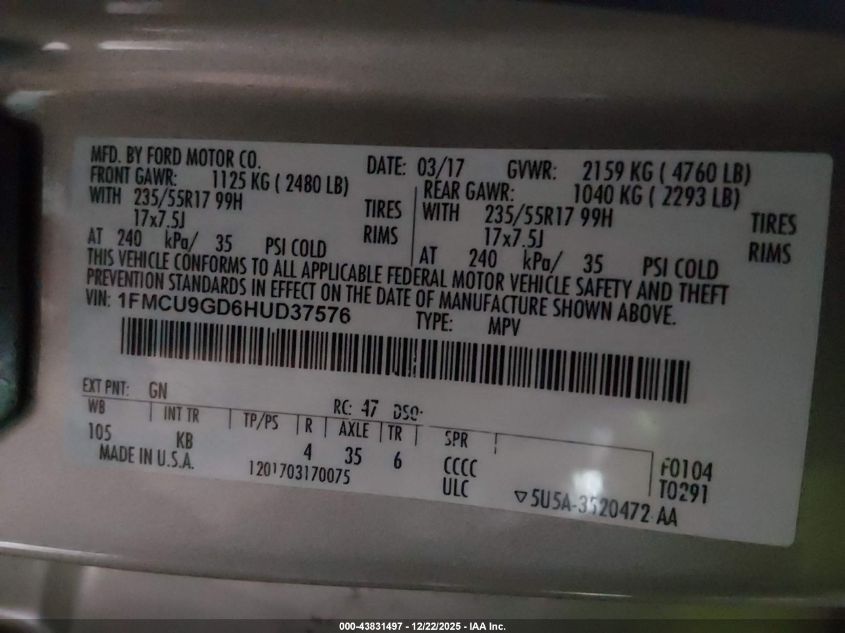 MFD. BY FORD MOTOR CO. DATE: 03/17 GVWR: 2159 KG ( 4760 LB)
FRONT GAWR: 1125 KG ( 2480 LB) REAR GAWR: 1040 KG ( 2293 LB)
WITH 235/55R17 99H TIRES WITH 235/55R17 99H TIRES
17x7.5J RIMS 17x7.5J RIMS
AT 240 kPa/ 35 PSI COLD AT 240 kPa/ 35 PSI COLD
THIS VEHICLE CONFORMS TO ALL APPLICABLE FEDERAL MOTOR VEHICLE SAFETY AND THEFT
PREVENTION STANDARDS IN EFFECT ON THE DATE OF MANUFACTURE SHOWN ABOVE.
VIN: 1FMCU9GD6HUD37576 TYPE: MPV
EXT PNT: GN RC: 47 DSO:
WB INT TR TP/PS R AXLE TR SPR
105 KB 4 35 6 CCCC F0104
MADE IN U.S.A. 1201703170075 ULC T0291
▽5U5A-3520472-AA
000-43831497 - 12/22/2025 - IAA Inc.